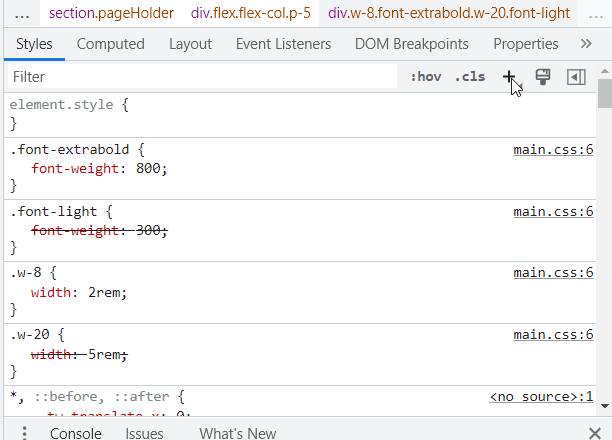 ... section.pageHolder div.flex.flex-col.p-5 div.w-8.font-extrabold.w-20.font-light ...
Styles Computed Layout Event Listeners DOM Breakpoints Properties »
Filter :hov .cls +
element.style {
}
.font-extrabold { main.css:6
font-weight: 800;
}
.font-light { main.css:6
font-weight: 300;
}
.w-8 { main.css:6
width: 2rem;
}
.w-20 { main.css:6
width: 5rem;
}
*, ::before, ::after { <no source>:1
--tw-translate-x: 0;
Console Issues What's New